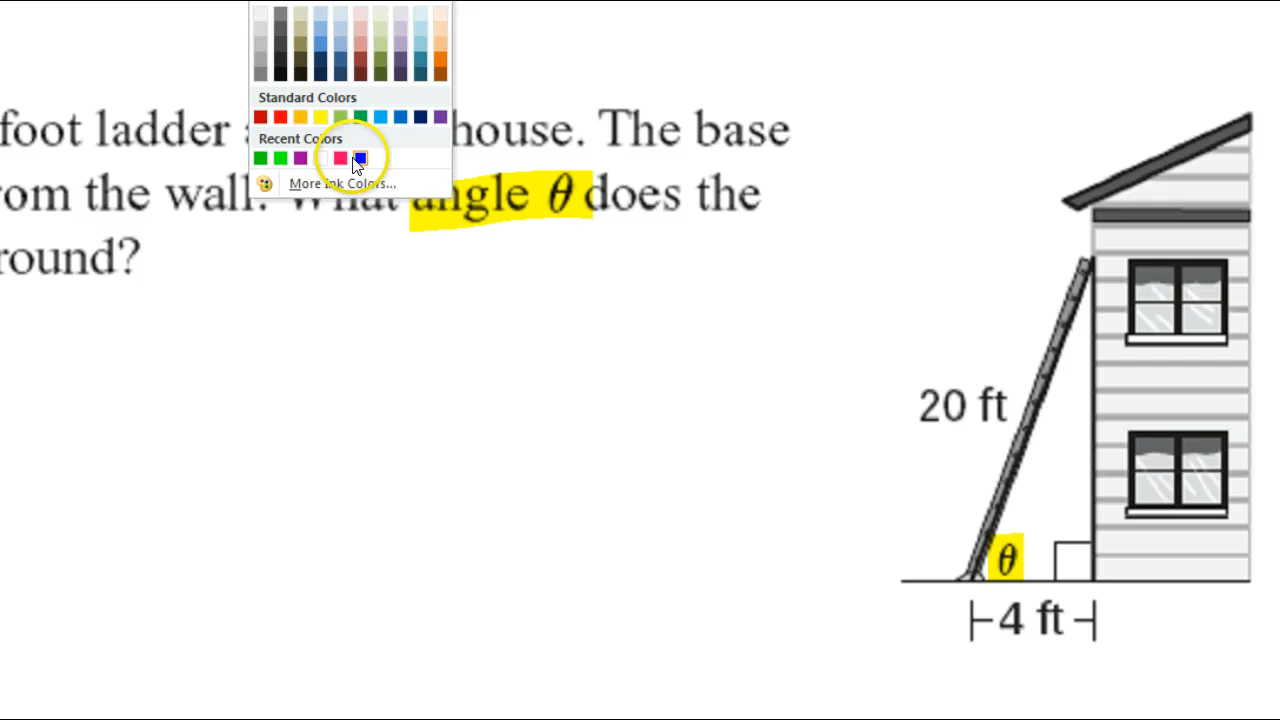 Standard Colors
foot ladder house. The base
Recent Colors
More Ink Colors...
the wall. What angle θ does the
round?
20 ft
θ
4 ft